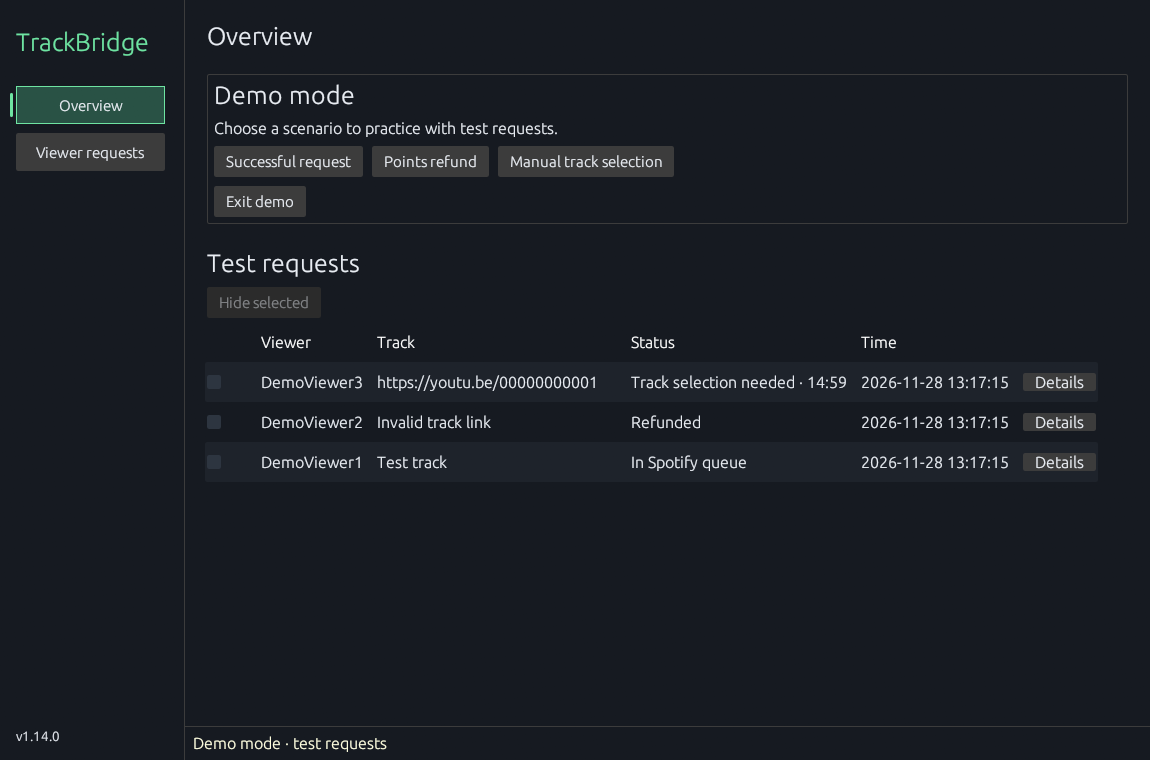 TrackBridge
Overview
Viewer requests
v1.14.0
Overview
Demo mode
Choose a scenario to practice with test requests.
Successful request Points refund Manual track selection
Exit demo
Test requests
Hide selected
Viewer Track Status Time
DemoViewer3 https://youtu.be/00000000001 Track selection needed · 14:59 2026-11-28 13:17:15 Details
DemoViewer2 Invalid track link Refunded 2026-11-28 13:17:15 Details
DemoViewer1 Test track In Spotify queue 2026-11-28 13:17:15 Details
Demo mode · test requests